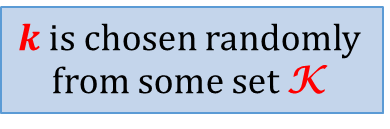 k is chosen randomly
from some set 𝒦